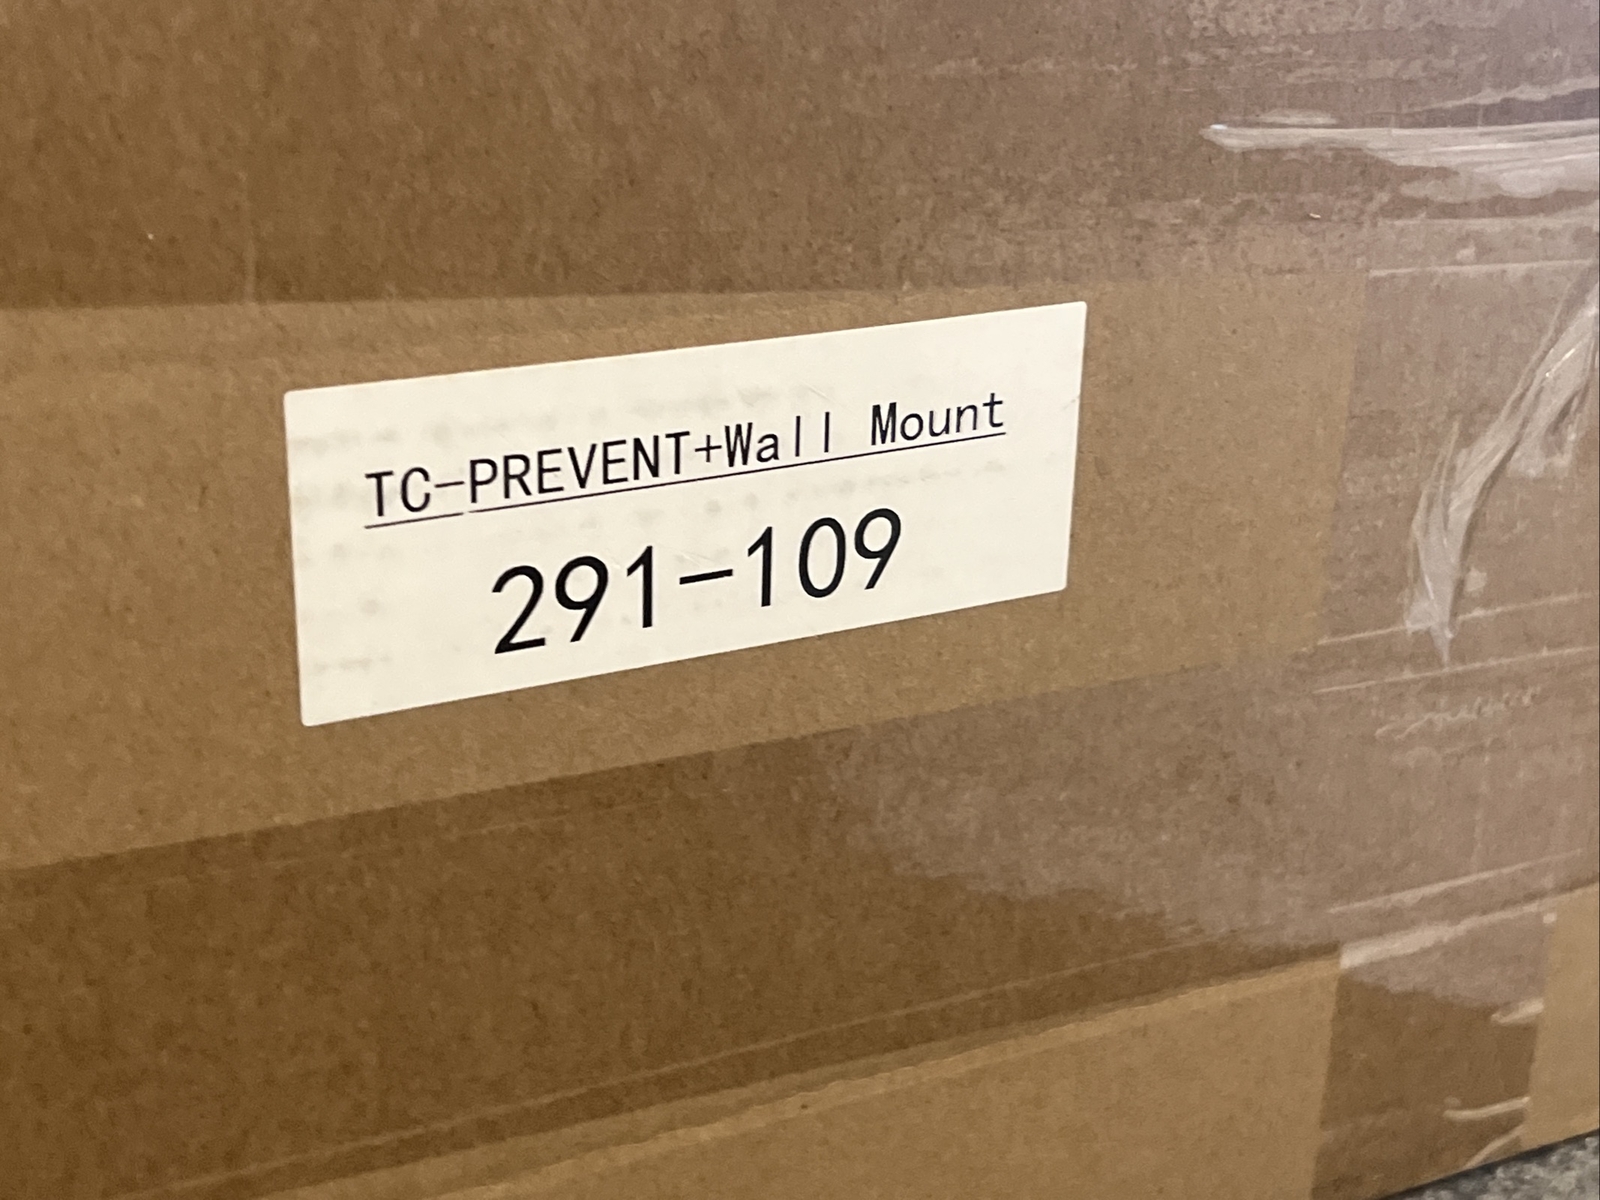 TC-PREVENT+Wall Mount
291-109